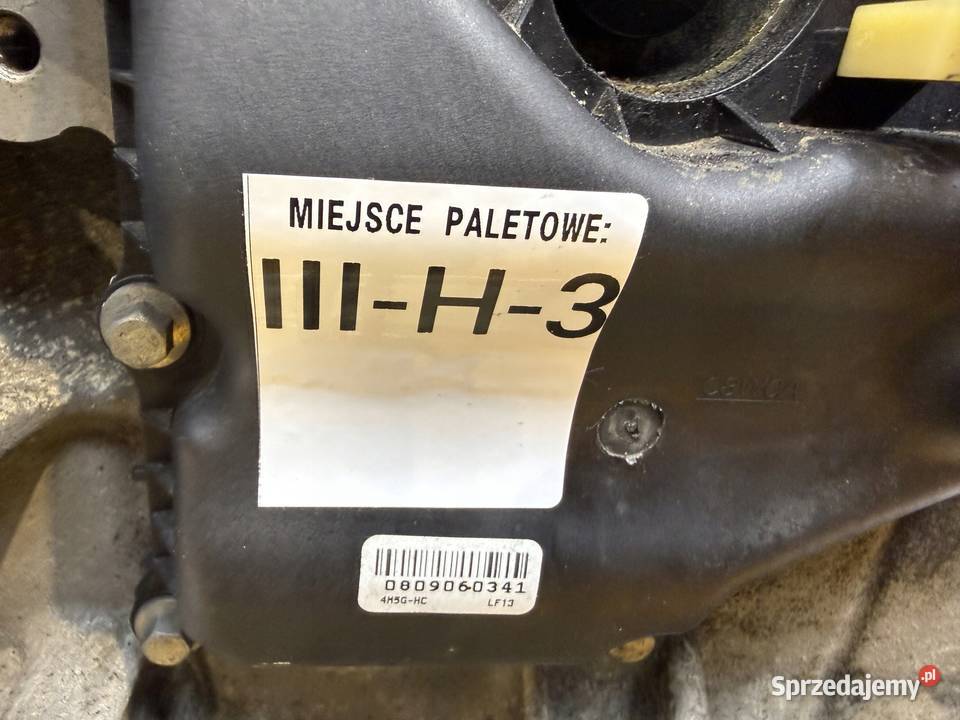 MIEJSCE PALETOWE:
III-H-3
0809060341
4M5G-HC LF13
Sprzedajemy.pl